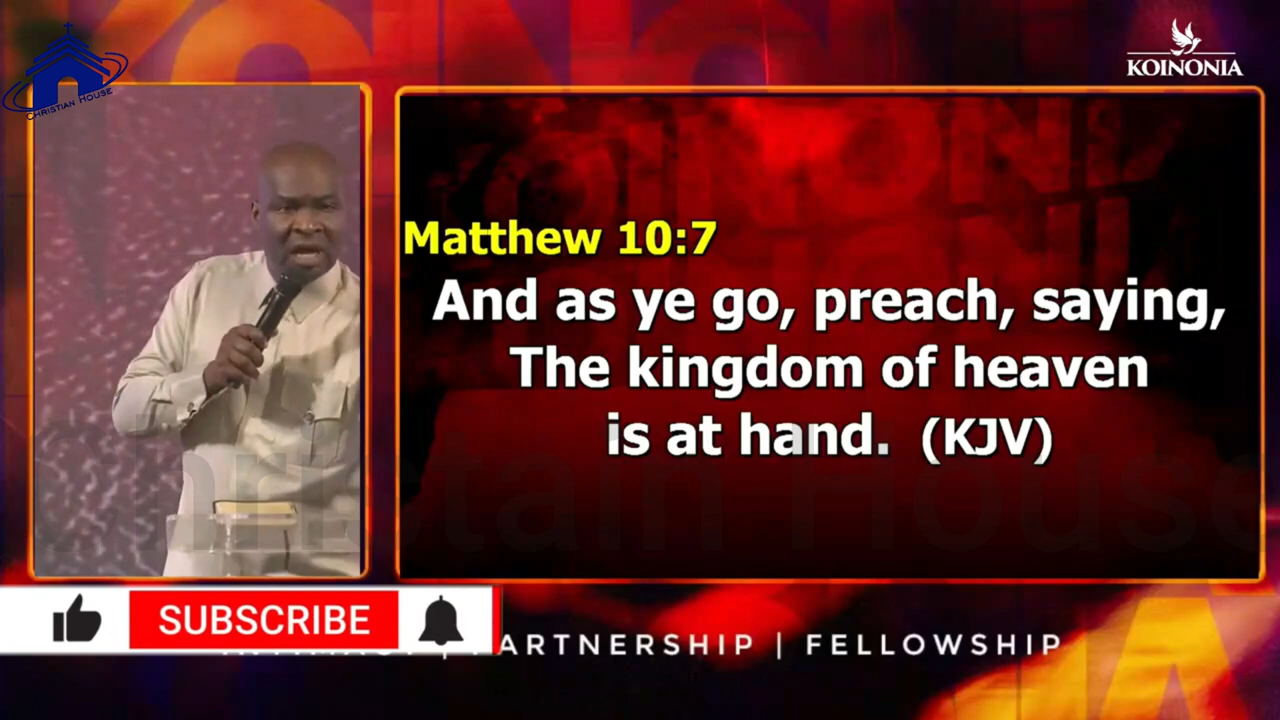 CHRISTIAN HOUSE
KOINONIA
Matthew 10:7
And as ye go, preach, saying,
The kingdom of heaven
is at hand. (KJV)
SUBSCRIBE
| PARTNERSHIP | FELLOWSHIP